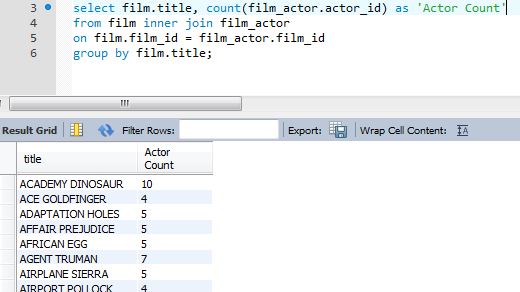 3 select film.title, count(film_actor.actor_id) as 'Actor Count'
4 from film inner join film_actor
5 on film.film_id = film_actor.film_id
6 group by film.title;
Result Grid Filter Rows: Export: Wrap Cell Content:
title Actor Count
ACADEMY DINOSAUR 10
ACE GOLDFINGER 4
ADAPTATION HOLES 5
AFFAIR PREJUDICE 5
AFRICAN EGG 5
AGENT TRUMAN 7
AIRPLANE SIERRA 5
AIRPORT POLLOCK 4